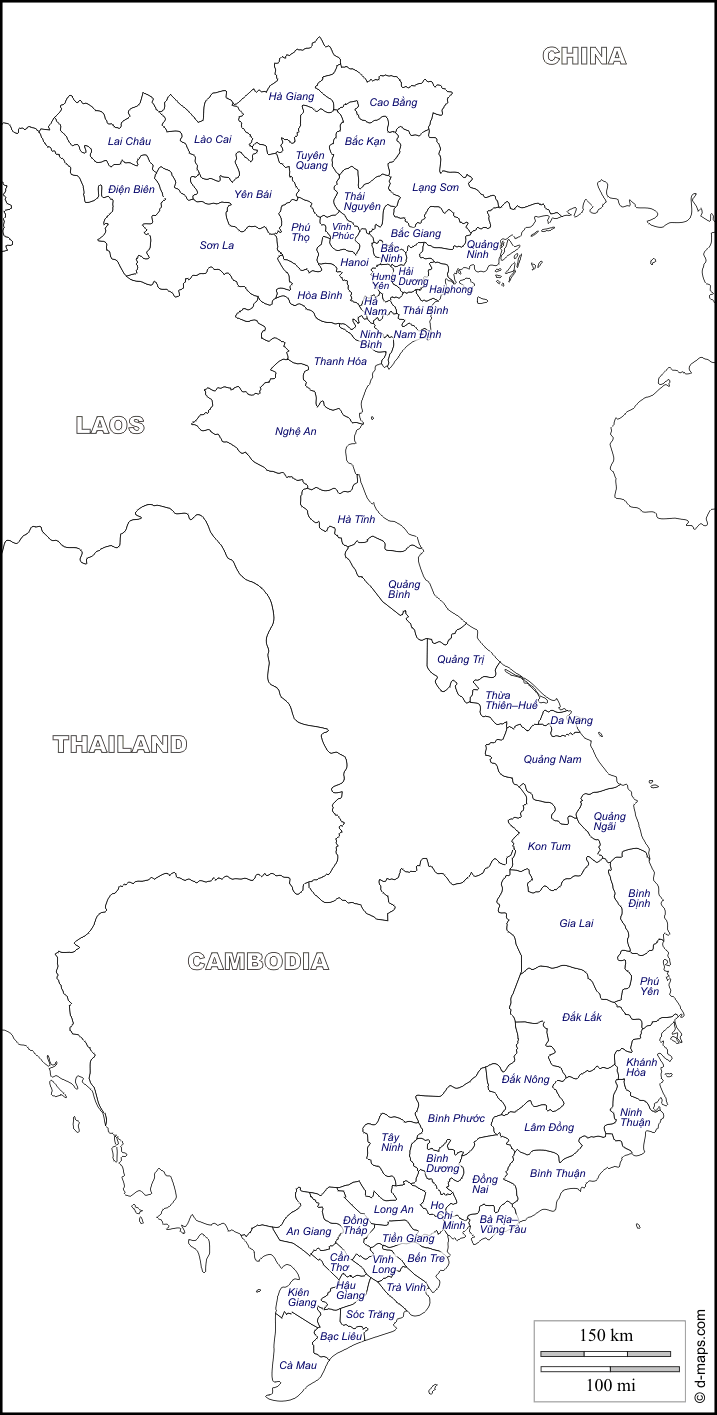 CHINA
Hà Giang
Cao Bằng
Lai Châu
Lào Cai
Bắc Kạn
Tuyên
Quang
Điện Biên
Yên Bái
Thái
Nguyên
Lạng Sơn
Sơn La
Phú
Thọ
Vĩnh
Phúc
Bắc Giang
Quảng
Ninh
Bắc
Ninh
Hanoi
Hưng
Yên
Hải
Dương
Haiphong
Hòa Bình
Hà
Nam
Thái Bình
Ninh
Bình
Nam Định
Thanh Hóa
LAOS
Nghệ An
Hà Tĩnh
Quảng
Bình
Quảng Trị
Thừa
Thiên–Huế
Da Nang
THAILAND
Quảng Nam
Quảng
Ngãi
Kon Tum
Bình
Định
Gia Lai
CAMBODIA
Phú
Yên
Đắk Lắk
Khánh
Hòa
Đắk Nông
Ninh
Thuận
Bình Phước
Lâm Đồng
Tây
Ninh
Bình
Dương
Bình Thuận
Đồng
Nai
Long An
Ho
Chi
Minh
Bà Rịa–
Vũng Tàu
An Giang
Đồng
Tháp
Tiền Giang
Cần
Thơ
Vĩnh
Long
Bến Tre
Kiên
Giang
Hậu
Giang
Trà Vinh
Sóc Trăng
Bạc Liêu
Cà Mau
150 km
100 mi
© d-maps.com